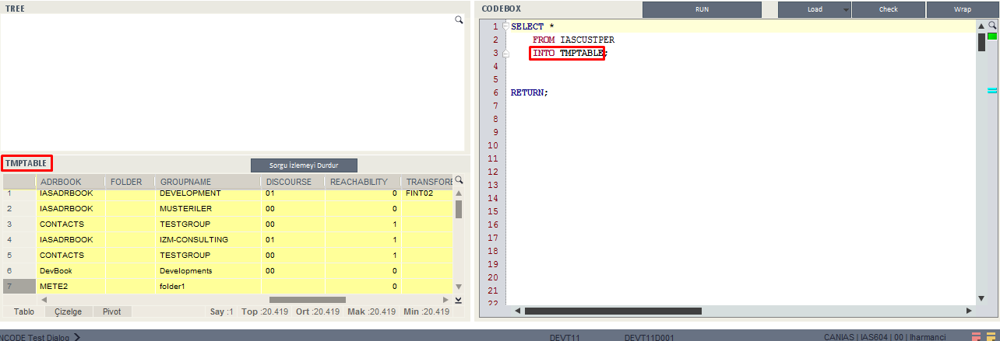 TREE
TMPTABLE
Sorgu İzlemeyi Durdur
ADRBOOK FOLDER GROUPNAME DISCOURSE REACHABILITY TRANSFORE
1 IASADRBOOK DEVELOPMENT 01 0 FINT02
2 IASADRBOOK MUSTERILER 00 0
3 CONTACTS TESTGROUP 00 1
4 IASADRBOOK IZM-CONSULTING 01 1
5 CONTACTS TESTGROUP 00 1
6 DevBook Developments 00 0
7 METE2 folder1 0
Tablo Çizelge Pivot Say :1 Top :20.419 Ort :20.419 Mak :20.419 Min :20.419
CODEBOX RUN Load Check Wrap
1 SELECT *
2 FROM IASCUSTPER
3 INTO TMPTABLE;
4
5
6 RETURN;
7
8
9
10
11
12
13
14
15
16
17
18
19
20
21
22
NCODE Test Dialog DEVT11 DEVT11D001 CANIAS | IAS604 | 00 | lharmanci